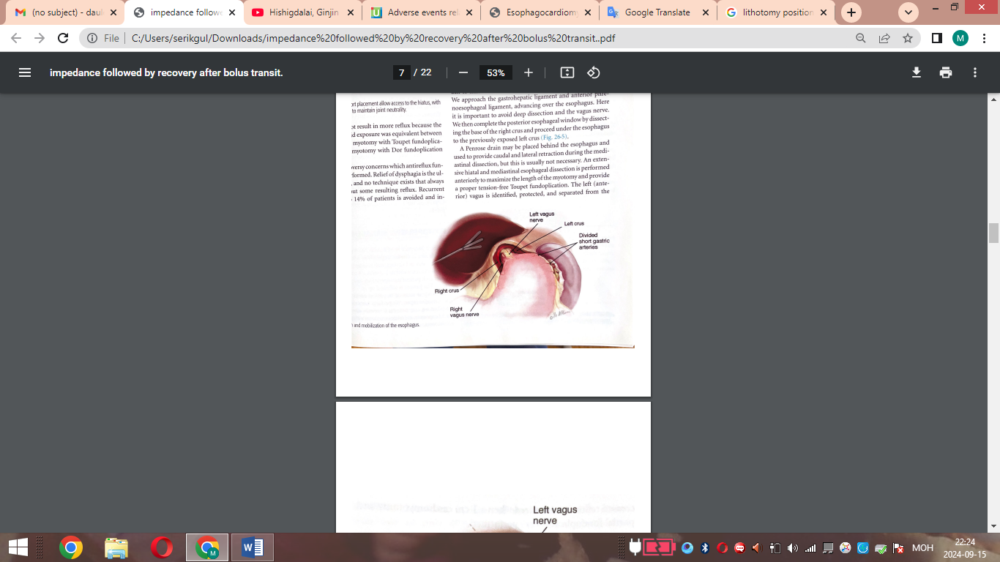 (no subject) - daul
impedance followe
Hishigdalai, Ginjin
Adverse events rel
Esophagocardiomy
Google Translate
lithotomy position
File
C:/Users/serikgul/Downloads/impedance%20followed%20by%20recovery%20after%20bolus%20transit..pdf
M
impedance followed by recovery after bolus transit.
7 / 22
53%
placement allow access to the hiatus, with
to maintain joint neutrality.
ot result in more reflux because the
id exposure was equivalent between
myotomy with Toupet fundoplica-
myotomy with Dor fundoplication
versy concerns which antireflux fun-
formed. Relief of dysphagia is the ul-
, and no technique exists that always
out some resulting reflux. Recurrent
14% of patients is avoided and in-
We approach the gastrohepatic ligament and anterior phre-
noesophageal ligament, advancing over the esophagus. Here
it is important to avoid deep dissection and the vagus nerve.
We then complete the posterior esophageal window by dissect-
ing the base of the right crus and proceed under the esophagus
to the previously exposed left crus (Fig. 26-5).
A Penrose drain may be placed behind the esophagus and
used to provide caudal and lateral retraction during the medi-
astinal dissection, but this is usually not necessary. An exten-
sive hiatal and mediastinal esophageal dissection is performed
anteriorly to maximize the length of the myotomy and provide
a proper tension-free Toupet fundoplication. The left (ante-
rior) vagus is identified, protected, and separated from the
Left vagus
nerve
Left crus
Divided
short gastric
arteries
Right crus
Right
vagus nerve
and mobilization of the esophagus.
Left vagus
nerve
МОН
22:24
2024-09-15